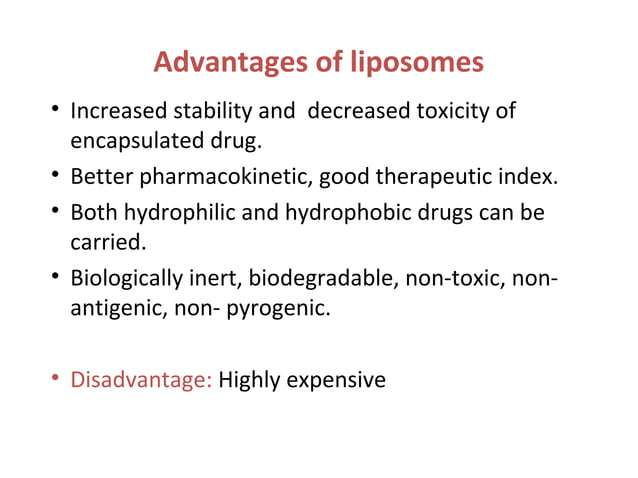 Advantages of liposomes
• Increased stability and  decreased toxicity of
encapsulated drug.
• Better pharmacokinetic, good therapeutic index.
• Both hydrophilic and hydrophobic drugs can be
carried.
• Biologically inert, biodegradable, non-toxic, non-
antigenic, non- pyrogenic.
• Disadvantage: Highly expensive